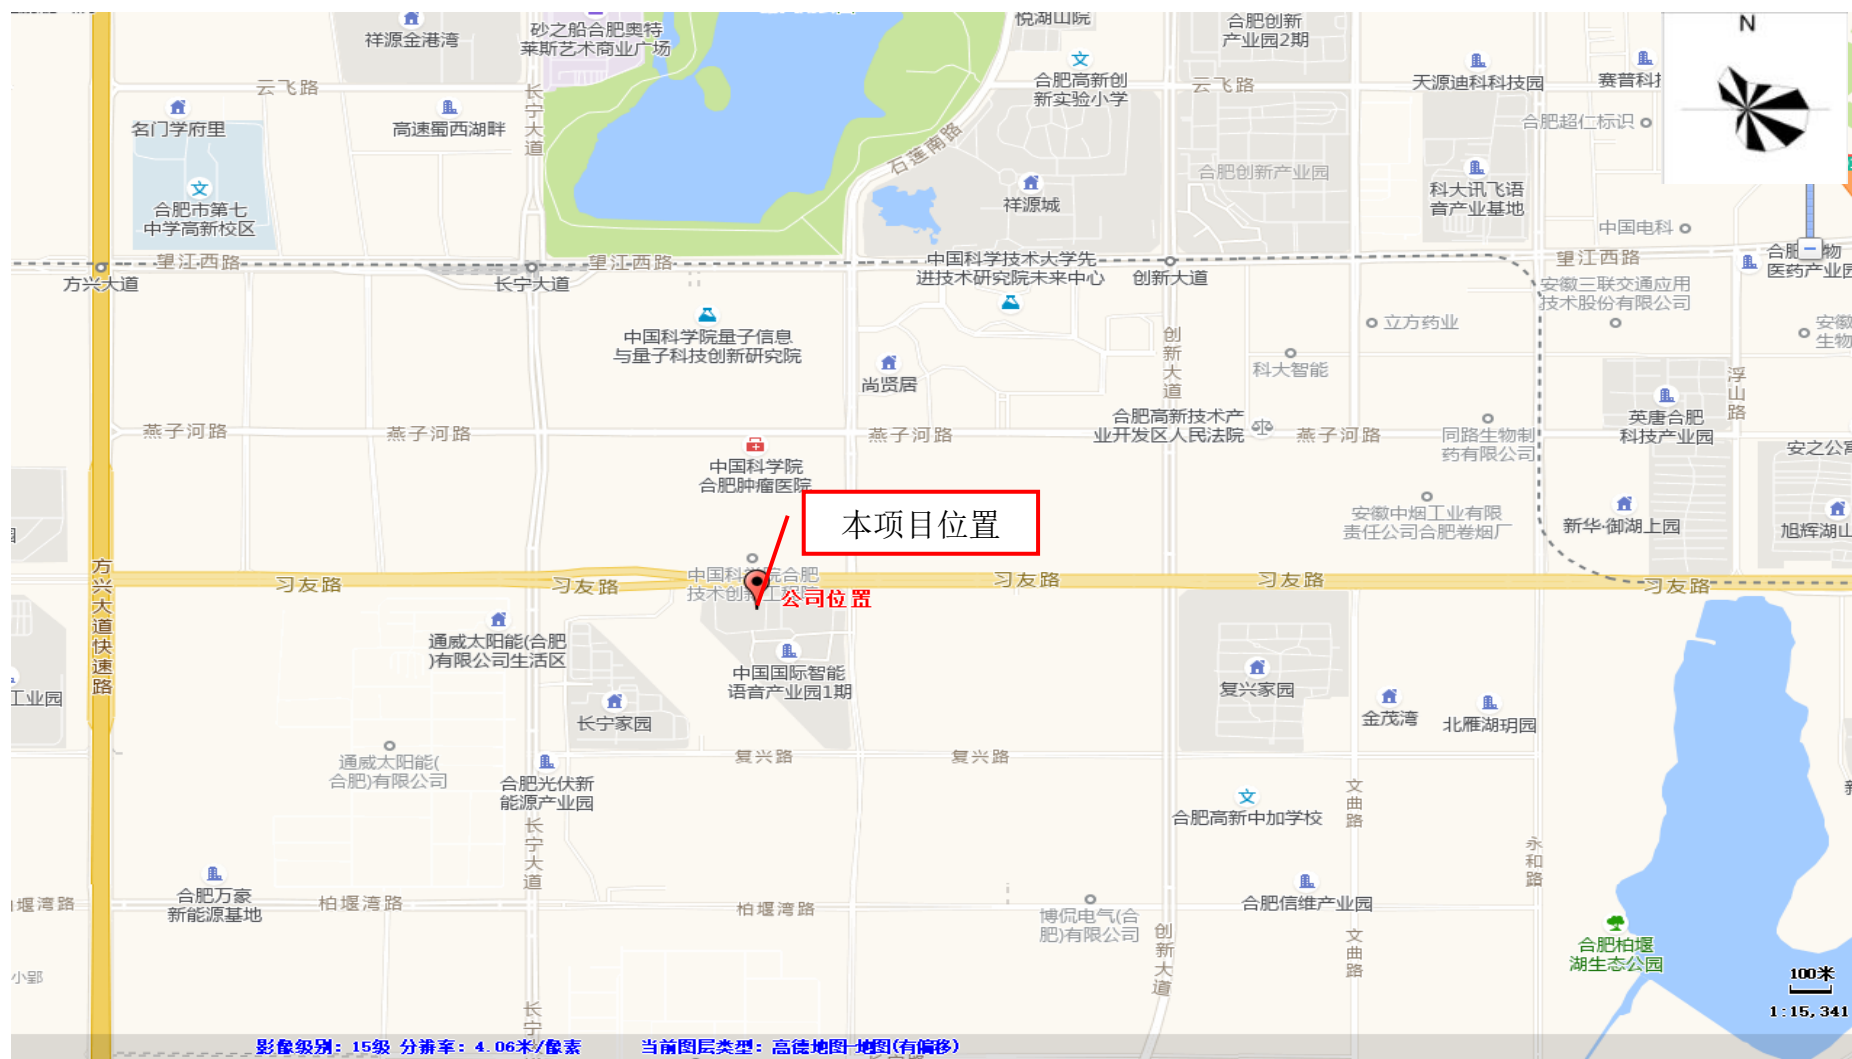 祥源金港湾
砂之船合肥奥特
莱斯艺术商业广场
悦湖山院
合肥创新
产业园2期
N
云飞路
长宁大道
合肥高新创
新实验小学
云飞路
天源迪科科技园
赛普科技
名门学府里
高速蜀西湖畔
石莲南路
合肥超仁标识
合肥市第七
中学高新校区
祥源城
合肥创新产业园
科大讯飞语
音产业基地
中国电科
望江西路
望江西路
望江西路
方兴大道
长宁大道
中国科学技术大学先
进技术研究院未来中心
创新大道
医药产业园
安徽三联交通应用
技术股份有限公司
中国科学院量子信息
与量子科技创新研究院
立方药业
安徽
生物
创新大道
尚贤居
科大智能
浮山路
英唐合肥
科技产业园
合肥高新技术产
业开发区人民法院
燕子河路
燕子河路
燕子河路
燕子河路
同路生物制
药有限公司
安之公寓
中国科学院
合肥肿瘤医院
本项目位置
安徽中烟工业有限
责任公司合肥卷烟厂
新华·御湖上园
旭辉湖山
方兴大道快速路
习友路
习友路
习友路
习友路
习友路
中国科学院合肥
技术创新工程院
公司位置
通威太阳能(合肥
)有限公司生活区
中国国际智能
语音产业园1期
工业园
长宁家园
复兴家园
金茂湾
北雁湖玥园
复兴路
复兴路
通威太阳能(
合肥)有限公司
合肥光伏新
能源产业园
长宁大道
合肥高新中加学校
文曲路
永和路
合肥万豪
新能源基地
柏堰湾路
柏堰湾路
堰湾路
博侃电气(合
肥)有限公司
合肥信维产业园
创新大道
文曲路
合肥柏堰
湖生态公园
小郢
长宁
100米
1:15,341
影像级别：15级 分辨率：4.06米/像素
当前图层类型：高德地图-地图(有偏移)